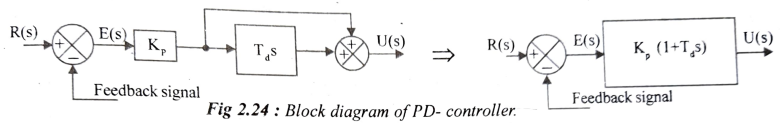 R(s)
+
−
E(s)
K_p
T_d s
+
+
U(s)
Feedback signal
⇒
R(s)
+
−
E(s)
K_p (1+T_d s)
U(s)
Feedback signal
Fig 2.24 : Block diagram of PD- controller.